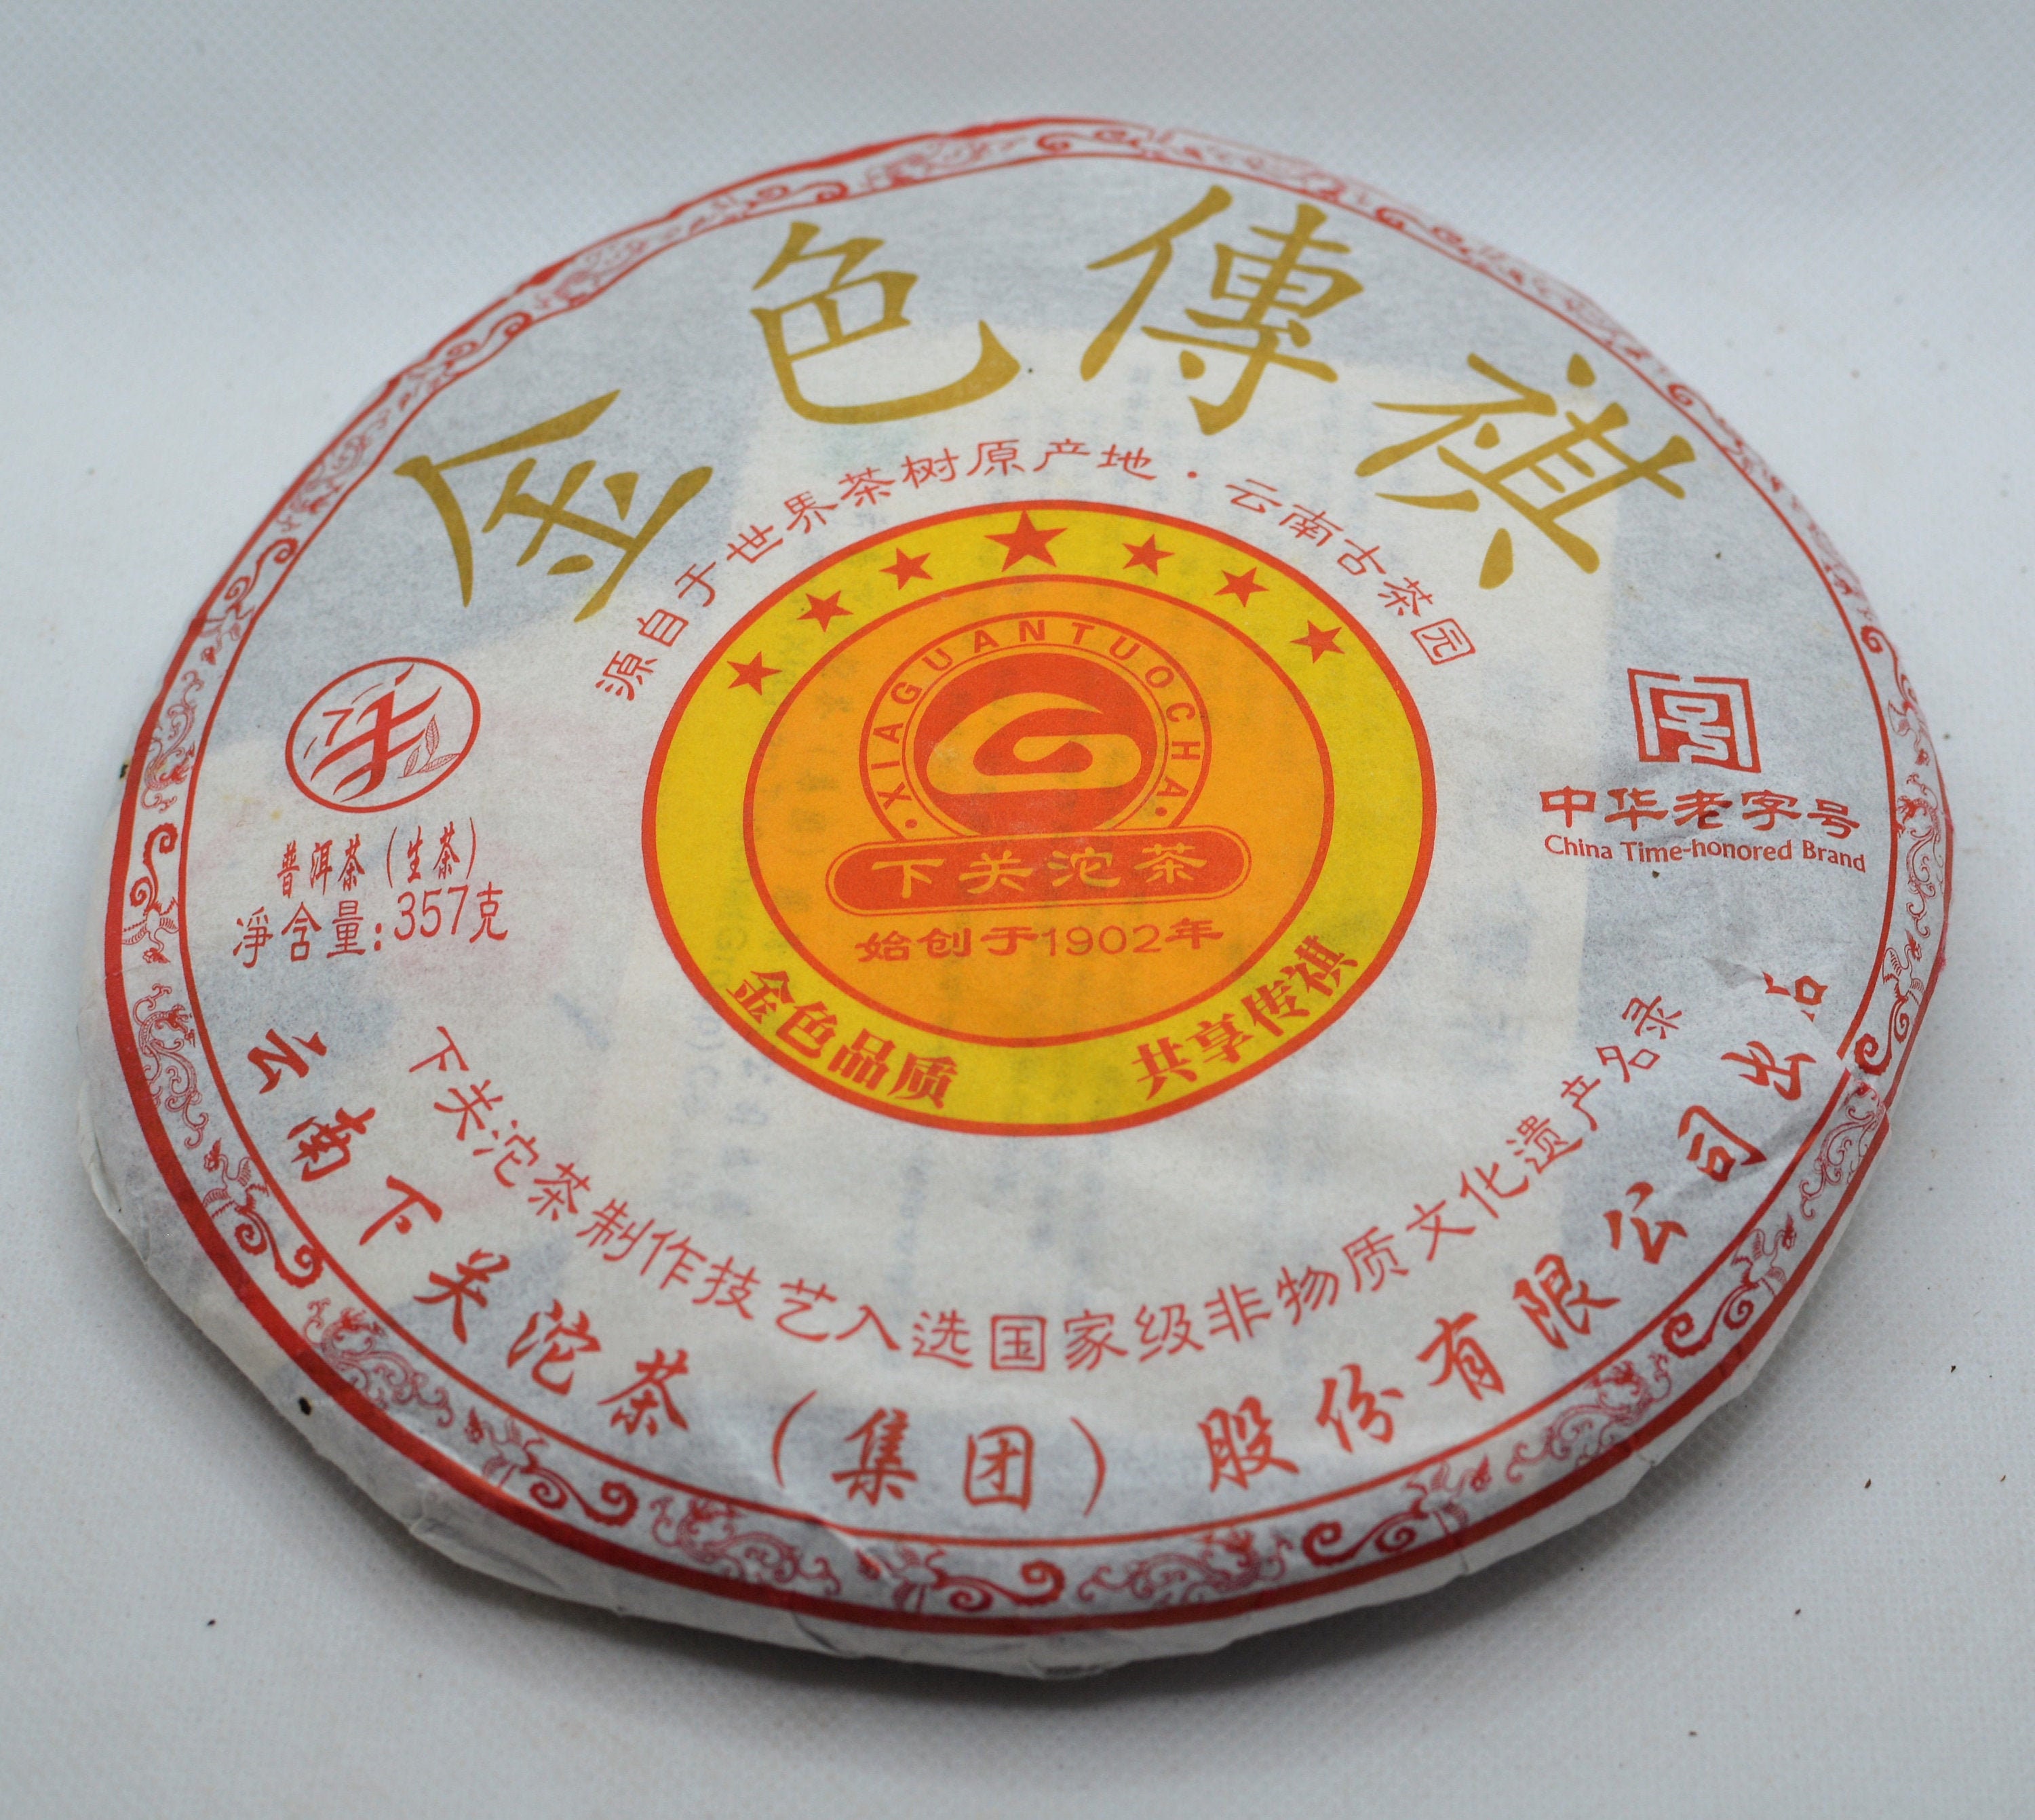 金色傳祺
源自于世界茶树原产地·云南古茶园
XIAGUANTUOCHA
下关沱茶
始创于1902年
金色品质 共享传祺
普洱茶(生茶)
净含量:357克
中华老字号
China Time-honored Brand
下关沱茶制作技艺入选国家级非物质文化遗产名录
云南下关沱茶(集团)股份有限公司出品